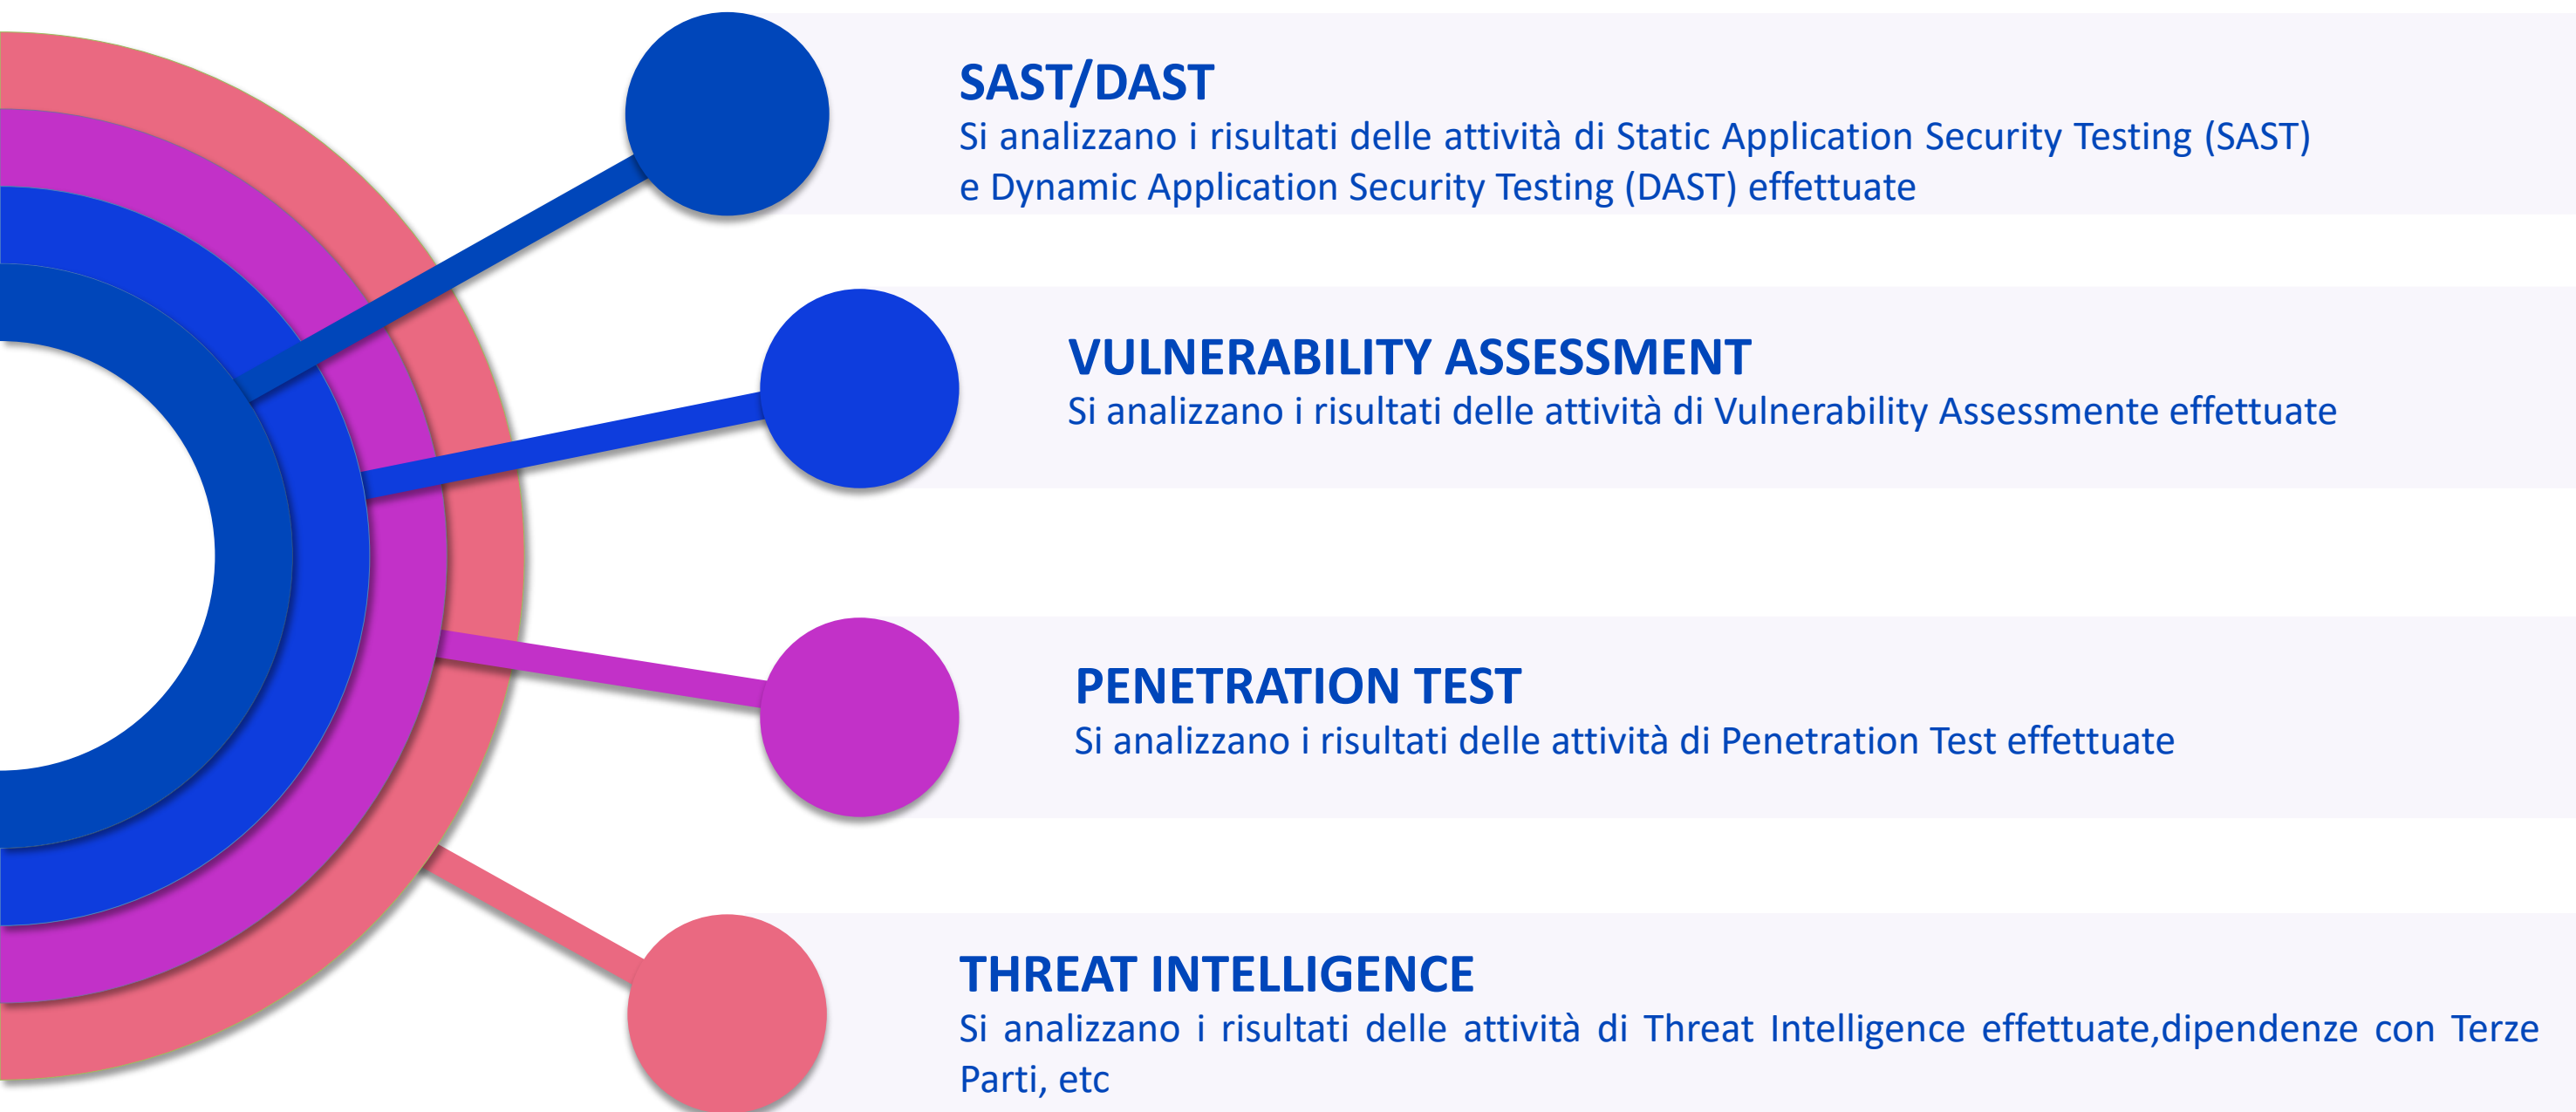 SAST/DAST
Si analizzano i risultati delle attività di Static Application Security Testing (SAST)
e Dynamic Application Security Testing (DAST) effettuate
VULNERABILITY ASSESSMENT
Si analizzano i risultati delle attività di Vulnerability Assessmente effettuate
PENETRATION TEST
Si analizzano i risultati delle attività di Penetration Test effettuate
THREAT INTELLIGENCE
Si analizzano i risultati delle attività di Threat Intelligence effettuate,dipendenze con Terze
Parti, etc